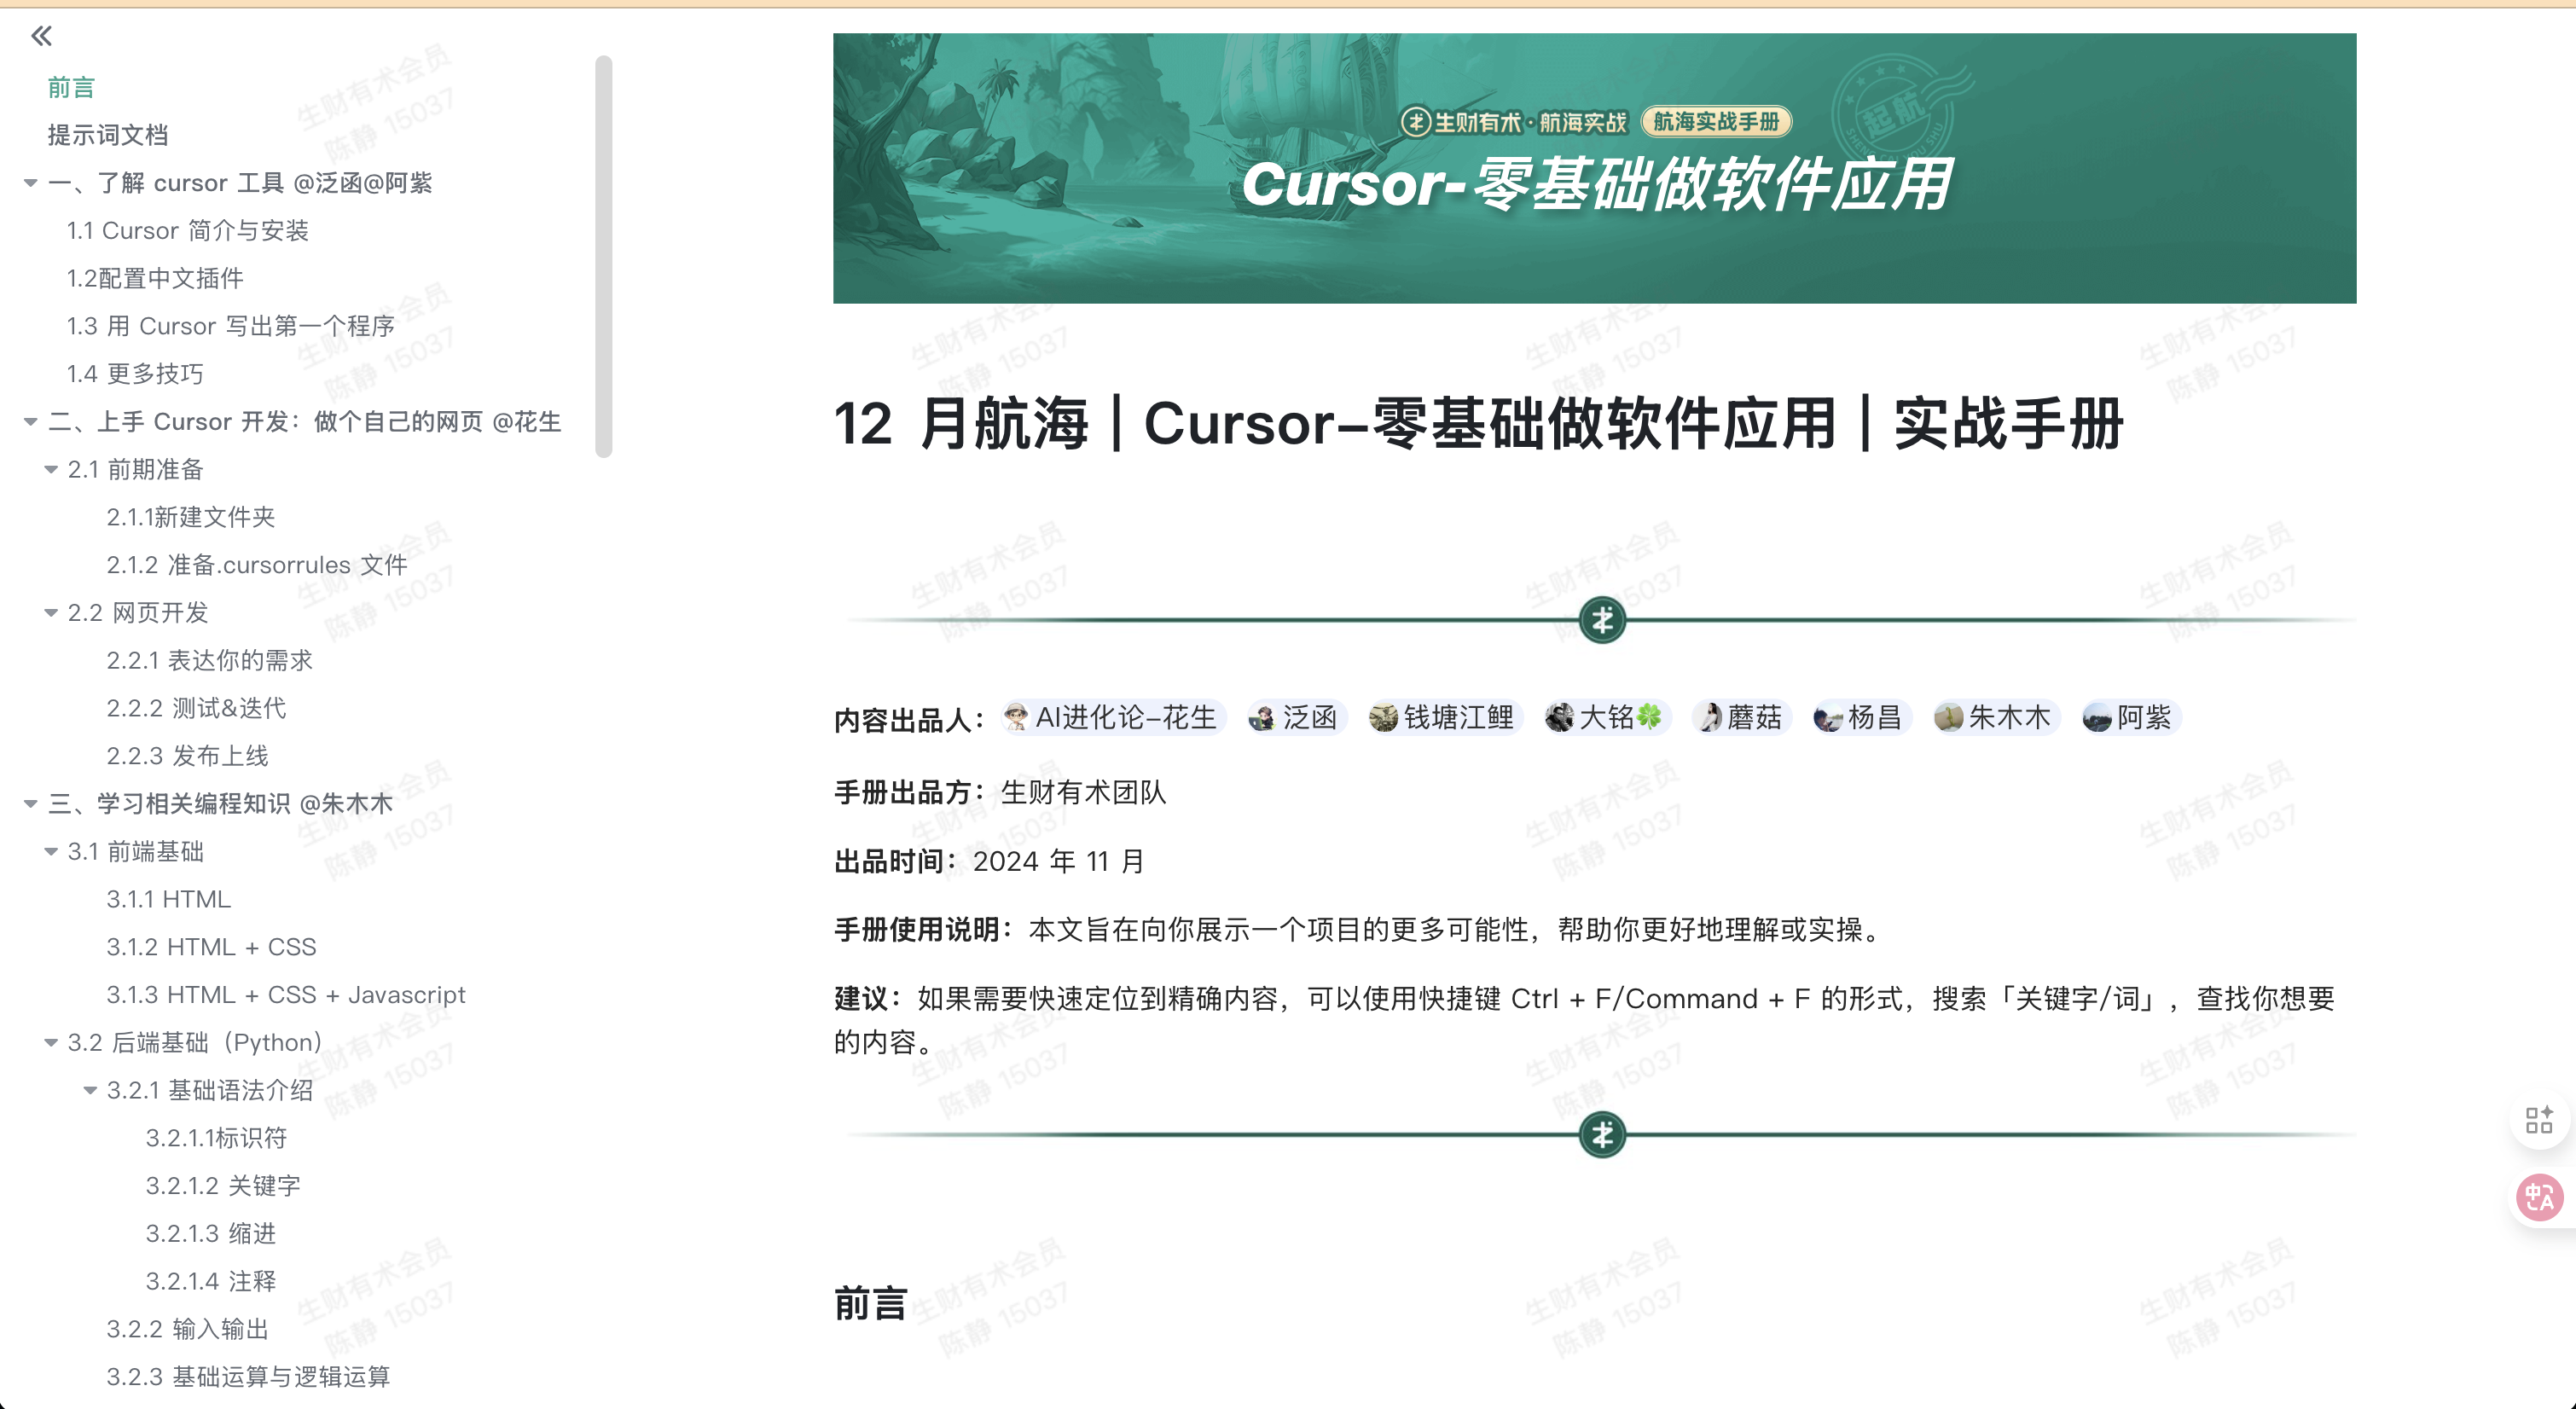 前言
提示词文档
一、了解 cursor 工具 @泛函@阿紫
1.1 Cursor 简介与安装
1.2配置中文插件
1.3 用 Cursor 写出第一个程序
1.4 更多技巧
二、上手 Cursor 开发：做个自己的网页 @花生
2.1 前期准备
2.1.1新建文件夹
2.1.2 准备.cursorrules 文件
2.2 网页开发
2.2.1 表达你的需求
2.2.2 测试&迭代
2.2.3 发布上线
三、学习相关编程知识 @朱木木
3.1 前端基础
3.1.1 HTML
3.1.2 HTML + CSS
3.1.3 HTML + CSS + Javascript
3.2 后端基础（Python）
3.2.1 基础语法介绍
3.2.1.1标识符
3.2.1.2 关键字
3.2.1.3 缩进
3.2.1.4 注释
3.2.2 输入输出
3.2.3 基础运算与逻辑运算
生财有术·航海实战 航海实战手册
起航
Cursor-零基础做软件应用
12 月航海｜Cursor–零基础做软件应用｜实战手册
内容出品人： AI进化论–花生 泛函 钱塘江鲤 大铭🍀 蘑菇 杨昌 朱木木 阿紫
手册出品方：生财有术团队
出品时间：2024 年 11 月
手册使用说明：本文旨在向你展示一个项目的更多可能性，帮助你更好地理解或实操。
建议：如果需要快速定位到精确内容，可以使用快捷键 Ctrl + F/Command + F 的形式，搜索「关键字/词」，查找你想要
的内容。
前言
生财有术会员
陈静 15037